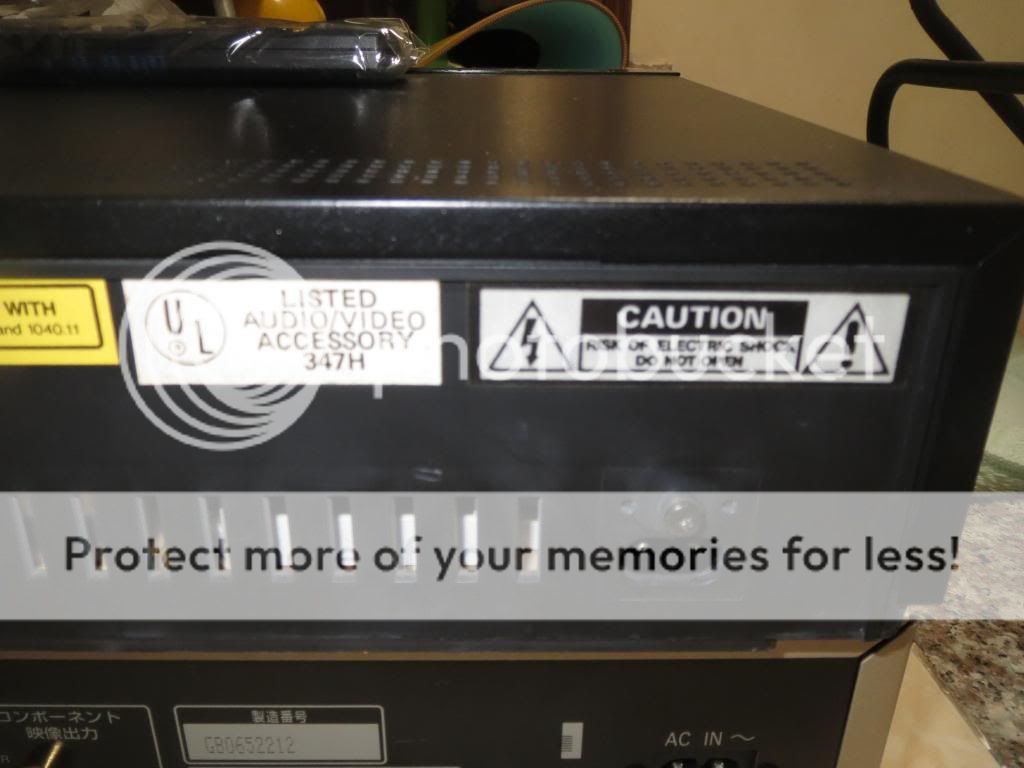 WITH
and 1040.11
UL
LISTED
AUDIO/VIDEO
ACCESSORY
347H
CAUTION
RISK OF ELECTRIC SHOCK
DO NOT OPEN
photobucket
Protect more of your memories for less!
コンポーネント
映像出力
製造番号
GB0652212
AC IN ～